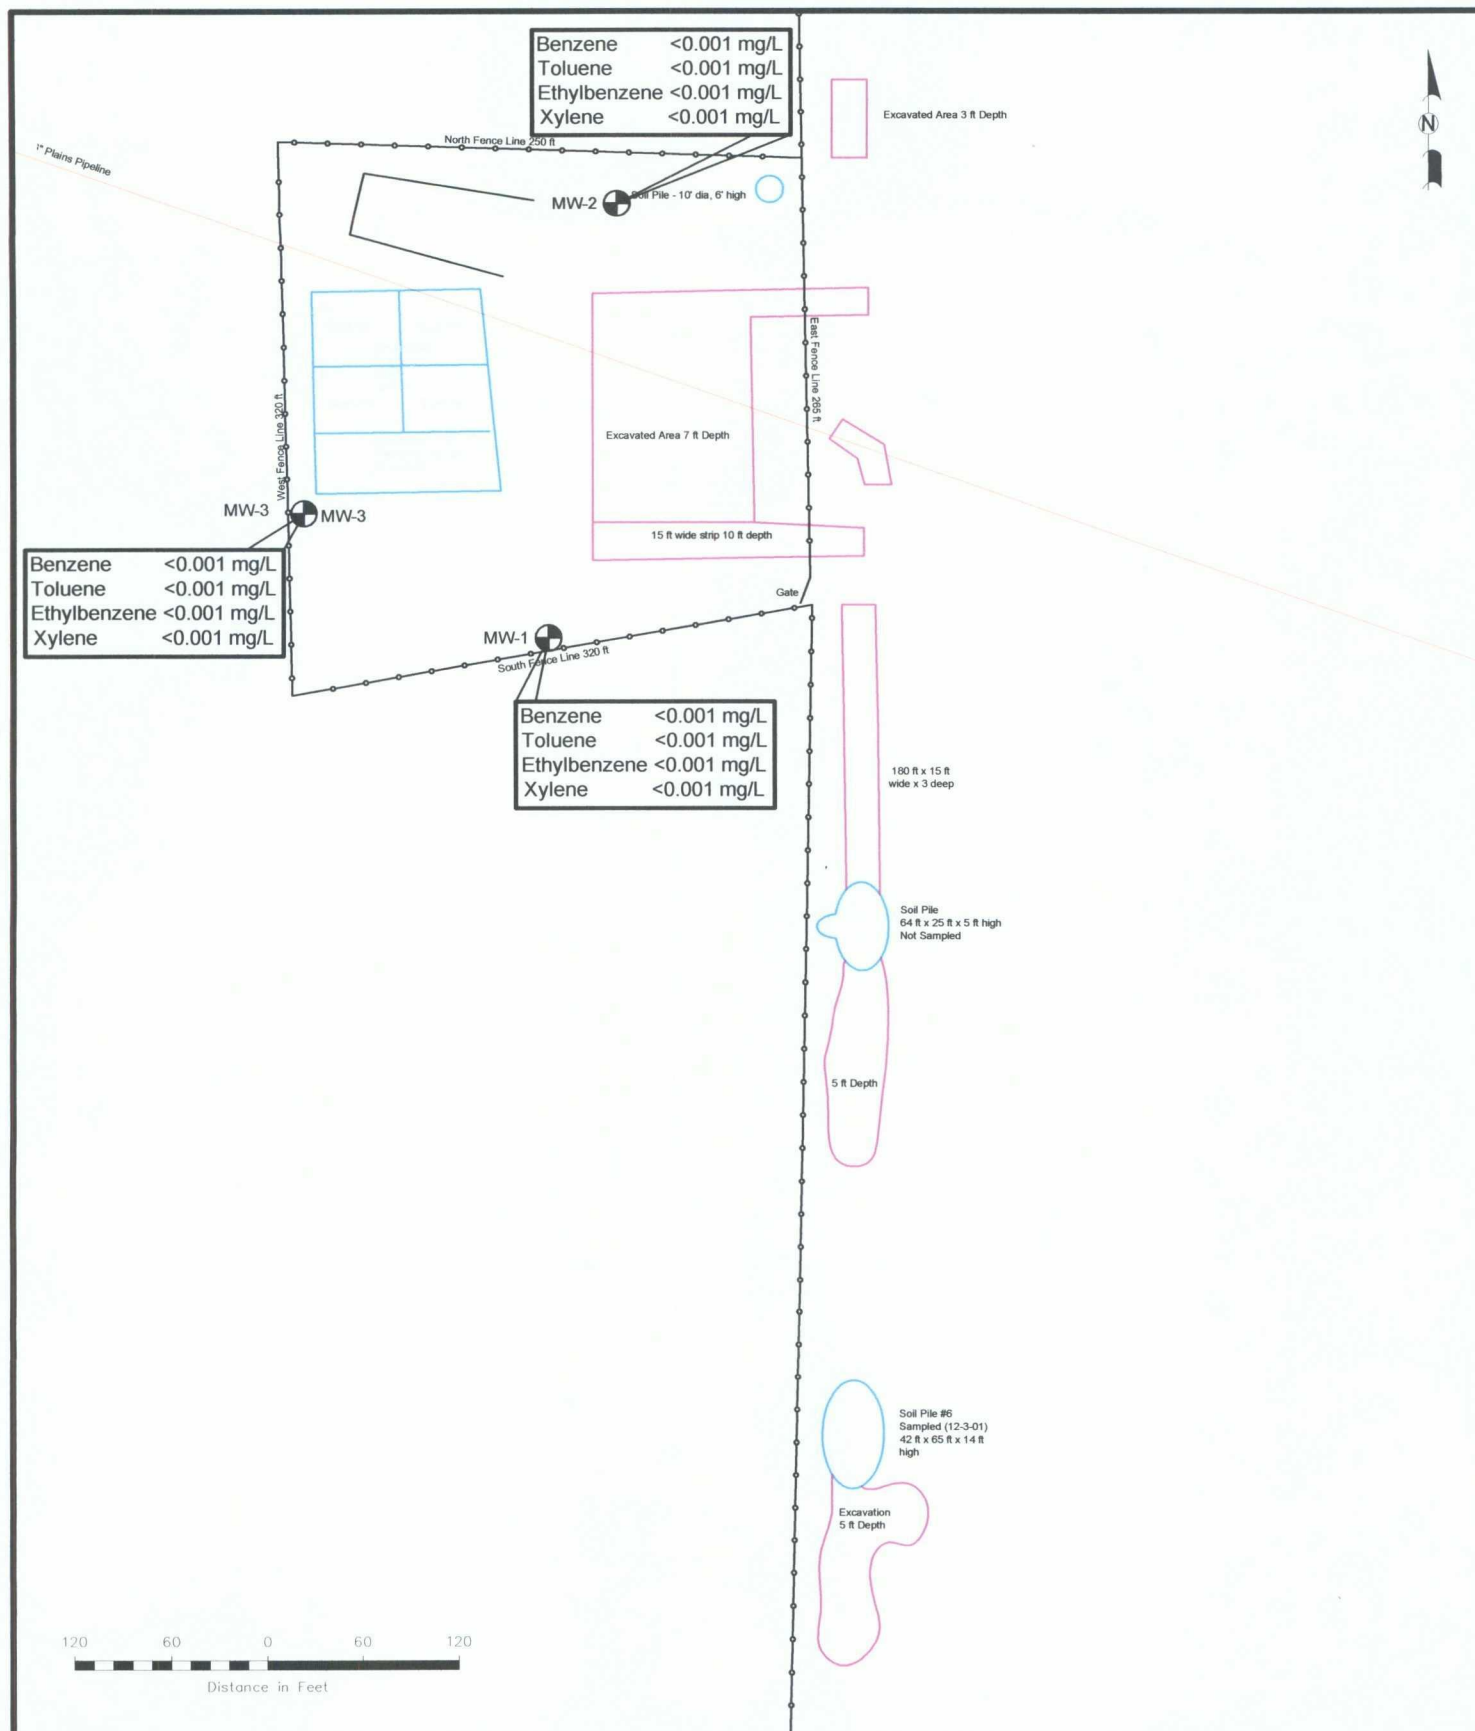 Benzene <0.001 mg/L
Toluene <0.001 mg/L
Ethylbenzene <0.001 mg/L
Xylene <0.001 mg/L
Excavated Area 3 ft Depth
N
North Fence Line 250 ft
1" Plains Pipeline
MW-2
Soil Pile - 10' dia, 6' high
East Fence Line 265 ft
West Fence Line 320 ft
Excavated Area 7 ft Depth
MW-3
MW-3
15 ft wide strip 10 ft depth
Benzene <0.001 mg/L
Toluene <0.001 mg/L
Ethylbenzene <0.001 mg/L
Xylene <0.001 mg/L
Gate
MW-1
South Fence Line 320 ft
Benzene <0.001 mg/L
Toluene <0.001 mg/L
Ethylbenzene <0.001 mg/L
Xylene <0.001 mg/L
180 ft x 15 ft
wide x 3 deep
Soil Pile
64 ft x 25 ft x 5 ft high
Not Sampled
5 ft Depth
Soil Pile #6
Sampled (12-3-01)
42 ft x 65 ft x 14 ft
high
Excavation
5 ft Depth
120 60 0 60 120
Distance in Feet